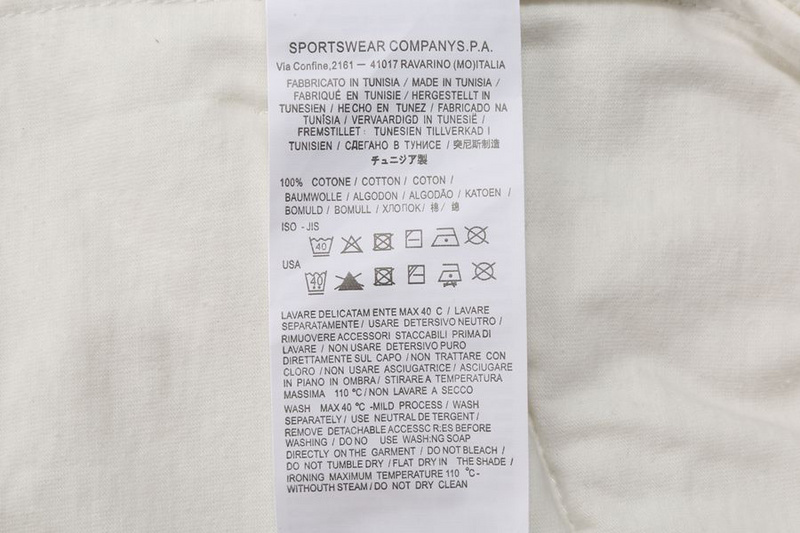 SPORTSWEAR COMPANYS.P.A.
Via Confine,2161 — 41017 RAVARINO (MO)ITALIA
FABBRICATO IN TUNISIA / MADE IN TUNISIA /
FABRIQUÉ EN TUNISIE / HERGESTELLT IN
TUNESIEN / HECHO EN TUNEZ / FABRICADO NA
TUNÎSIA / VERVAARDIGD IN TUNESIË /
FREMSTILLET: TUNESIEN TILLVERKAD I
TUNISIEN / СДЕГАНО В ТУНИСЕ / 突尼斯制造
チュニジア製
100% COTONE / COTTON / COTON /
BAUMWOLLE / ALGODON / ALGODÃO / KATOEN /
BOMULD / BOMULL / ХЛОПОК/ 棉/ 綿
ISO - JIS
40
USA
40
LAVARE DELICATAM ENTE MAX 40 C / LAVARE
SEPARATAMENTE / USARE DETERSIVO NEUTRO /
RIMUOVERE ACCESSORI STACCABILI PRIMA DI
LAVARE / NON USARE DETERSIVO PURO
DIRETTAMENTE SUL CAPO / NON TRATTARE CON
CLORO / NON USARE ASCIUGATRICE / ASCIUGARE
IN PIANO IN OMBRA / STIRARE A TEMPERATURA
MASSIMA 110 °C / NON LAVARE A SECCO
WASH MAX 40 °C -MILD PROCESS / WASH
SEPARATELY / USE NEUTRAL DE TERGENT /
REMOVE DETACHABLE ACCESSC R:ES BEFORE
WASHING / DO NO USE WASH:NG SOAP
DIRECTLY ON THE GARMENT / DO NOT BLEACH /
DO NOT TUMBLE DRY / FLAT DRY IN THE SHADE /
IRONING MAXIMUM TEMPERATURE 110 °C-
WITHOUTH STEAM / DO NOT DRY CLEAN